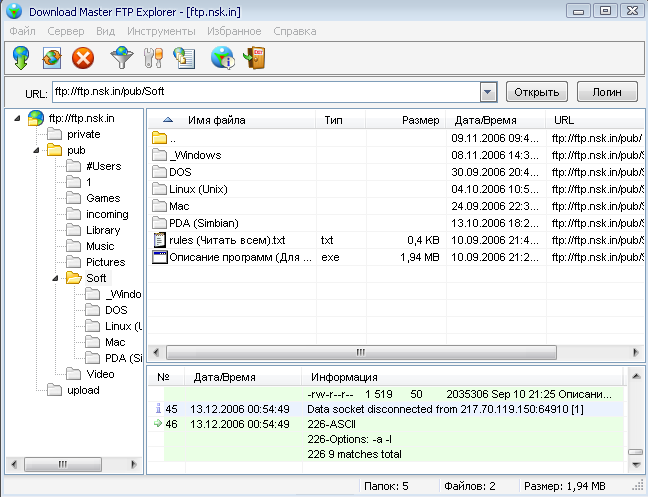 Download Master FTP Explorer - [ftp.nsk.in]
Файл Сервер Вид Инструменты Избранное Справка
URL: ftp://ftp.nsk.in/pub/Soft Открыть Логин
ftp://ftp.nsk.in
private
pub
#Users
1
Games
incoming
Library
Music
Pictures
Soft
_Windo
DOS
Linux (U
Mac
PDA (Si
Video
upload
Имя файла Тип Размер Дата/Время URL
.. 09.11.2006 09:4... ftp://ftp.nsk.in/pub/
_Windows 08.11.2006 14:3... ftp://ftp.nsk.in/pub/S
DOS 30.09.2006 20:4... ftp://ftp.nsk.in/pub/S
Linux (Unix) 04.10.2006 10:5... ftp://ftp.nsk.in/pub/S
Mac 24.09.2006 22:3... ftp://ftp.nsk.in/pub/S
PDA (Simbian) 13.10.2006 18:2... ftp://ftp.nsk.in/pub/S
rules (Читать всем).txt txt 0,4 KB 10.09.2006 21:4... ftp://ftp.nsk.in/pub/S
Описание программ (Для ... exe 1,94 MB 10.09.2006 21:2... ftp://ftp.nsk.in/pub/S
№ Дата/Время Информация
-rw-r--r-- 1 519 50 2035306 Sep 10 21:25 Описани...
45 13.12.2006 00:54:49 Data socket disconnected from 217.70.119.150:64910 [1]
46 13.12.2006 00:54:49 226-ASCII
226-Options: -a -l
226 9 matches total
Папок: 5 Файлов: 2 Размер: 1,94 MB